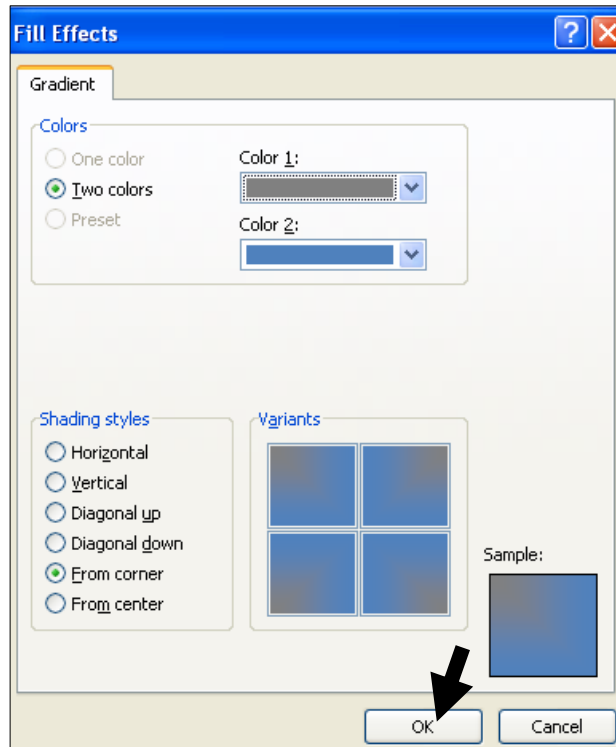 Fill Effects
Gradient
Colors
One color
Two colors
Preset
Color 1:
Color 2:
Shading styles
Horizontal
Vertical
Diagonal up
Diagonal down
From corner
From center
Variants
Sample:
OK
Cancel